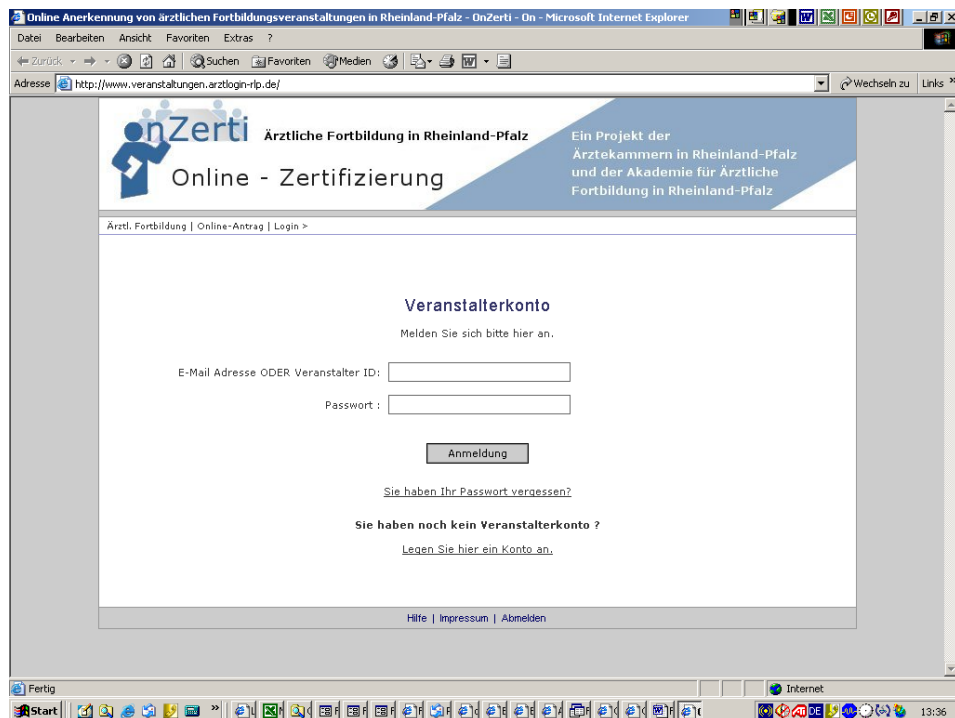 Online Anerkennung von ärztlichen Fortbildungsveranstaltungen in Rheinland-Pfalz - OnZerti - On - Microsoft Internet Explorer
Datei Bearbeiten Ansicht Favoriten Extras ?
Zurück Suchen Favoriten Medien
Adresse http://www.veranstaltungen.arztlogin-rlp.de/ Wechseln zu Links »
onZerti Ärztliche Fortbildung in Rheinland-Pfalz
Online - Zertifizierung
Ein Projekt der
Ärztekammern in Rheinland-Pfalz
und der Akademie für Ärztliche
Fortbildung in Rheinland-Pfalz
Ärztl. Fortbildung | Online-Antrag | Login >
Veranstalterkonto
Melden Sie sich bitte hier an.
E-Mail Adresse ODER Veranstalter ID:
Passwort :
Anmeldung
Sie haben Ihr Passwort vergessen?
Sie haben noch kein Veranstalterkonto ?
Legen Sie hier ein Konto an.
Hilfe | Impressum | Abmelden
Fertig Internet
Start » DE 13:36